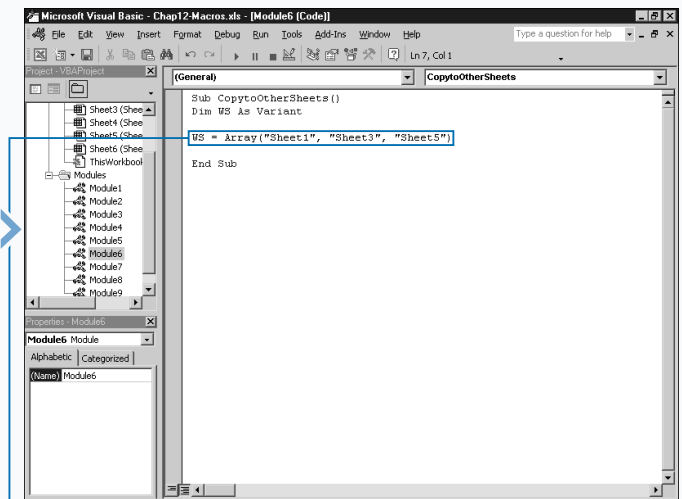 Microsoft Visual Basic - Chap12-Macros.xls - [Module6 (Code)]
File Edit View Insert Format Debug Run Tools Add-Ins Window Help Type a question for help
Ln 7, Col 1
Project - VBAProject
(General) CopytoOtherSheets
Sheet3 (Shee
Sheet4 (Shee
Sheet5 (Shee
Sheet6 (Shee
ThisWorkbool
Modules
Module1
Module2
Module3
Module4
Module5
Module6
Module7
Module8
Module9
Properties - Module6
Module6 Module
Alphabetic Categorized
(Name) Module6
Sub CopytoOtherSheets()
Dim WS As Variant
WS = Array("Sheet1", "Sheet3", "Sheet5")
End Sub